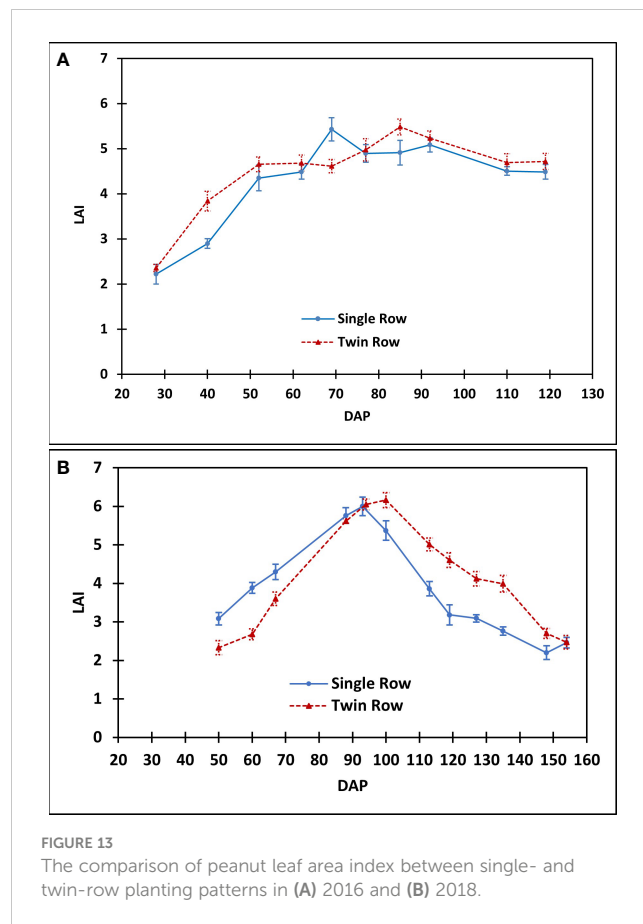 A
7
6
5
4
3
2
1
0
LAI
Single Row
Twin Row
20 30 40 50 60 70 80 90 100 110 120 130
DAP
B
7
6
5
4
3
2
1
0
LAI
Single Row
Twin Row
20 30 40 50 60 70 80 90 100 110 120 130 140 150 160
DAP
FIGURE 13
The comparison of peanut leaf area index between single- and
twin-row planting patterns in (A) 2016 and (B) 2018.